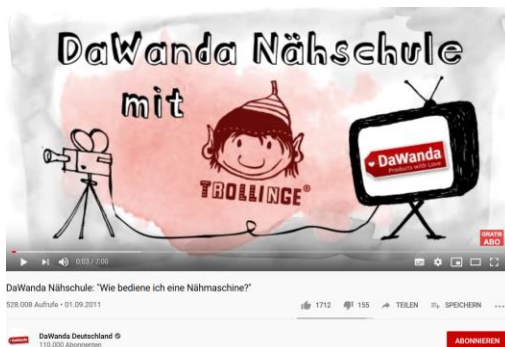 DaWanda Nähschule
mit
TROLLINGE®
DaWanda
Products with Love
GRATIS
ABO
0:03 / 7:00
DaWanda Nähschule: "Wie bediene ich eine Nähmaschine?"
528.008 Aufrufe • 01.09.2011
1712
155
TEILEN
SPEICHERN
DaWanda Deutschland
110.000 Abonnenten
ABONNIEREN